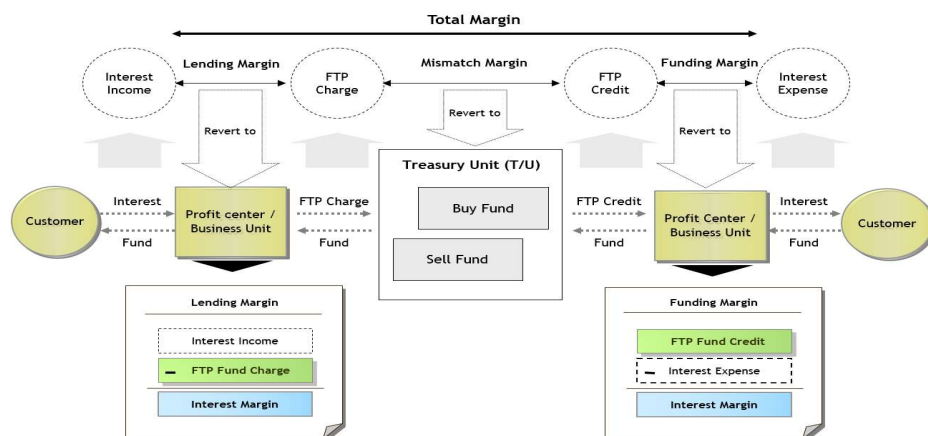 Total Margin
Interest
Income
Lending Margin
FTP
Charge
Mismatch Margin
FTP
Credit
Funding Margin
Interest
Expense
Revert to
Revert to
Revert to
Treasury Unit (T/U)
Buy Fund
Sell Fund
Customer
Interest
Fund
Profit center /
Business Unit
FTP Charge
Fund
FTP Credit
Fund
Profit Center /
Business Unit
Interest
Fund
Customer
Lending Margin
Interest Income
– FTP Fund Charge
Interest Margin
Funding Margin
FTP Fund Credit
– Interest Expense
Interest Margin